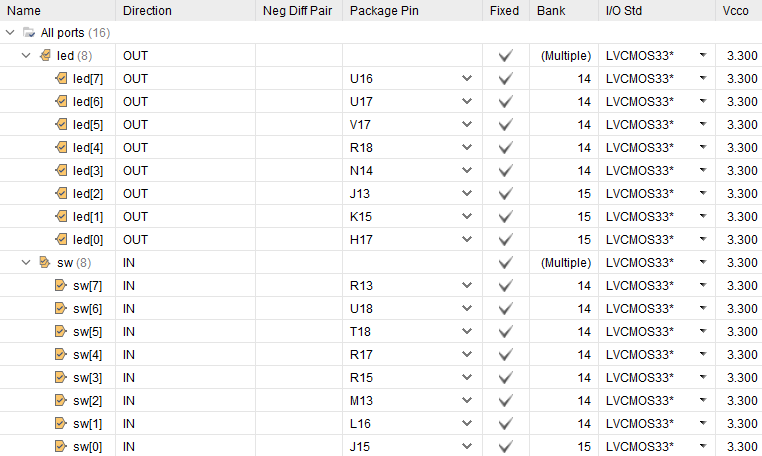 Name Direction Neg Diff Pair Package Pin Fixed Bank I/O Std Vcco
All ports (16)
led (8) OUT (Multiple) LVCMOS33* 3.300
led[7] OUT U16 14 LVCMOS33* 3.300
led[6] OUT U17 14 LVCMOS33* 3.300
led[5] OUT V17 14 LVCMOS33* 3.300
led[4] OUT R18 14 LVCMOS33* 3.300
led[3] OUT N14 14 LVCMOS33* 3.300
led[2] OUT J13 15 LVCMOS33* 3.300
led[1] OUT K15 15 LVCMOS33* 3.300
led[0] OUT H17 15 LVCMOS33* 3.300
sw (8) IN (Multiple) LVCMOS33* 3.300
sw[7] IN R13 14 LVCMOS33* 3.300
sw[6] IN U18 14 LVCMOS33* 3.300
sw[5] IN T18 14 LVCMOS33* 3.300
sw[4] IN R17 14 LVCMOS33* 3.300
sw[3] IN R15 14 LVCMOS33* 3.300
sw[2] IN M13 14 LVCMOS33* 3.300
sw[1] IN L16 14 LVCMOS33* 3.300
sw[0] IN J15 15 LVCMOS33* 3.300